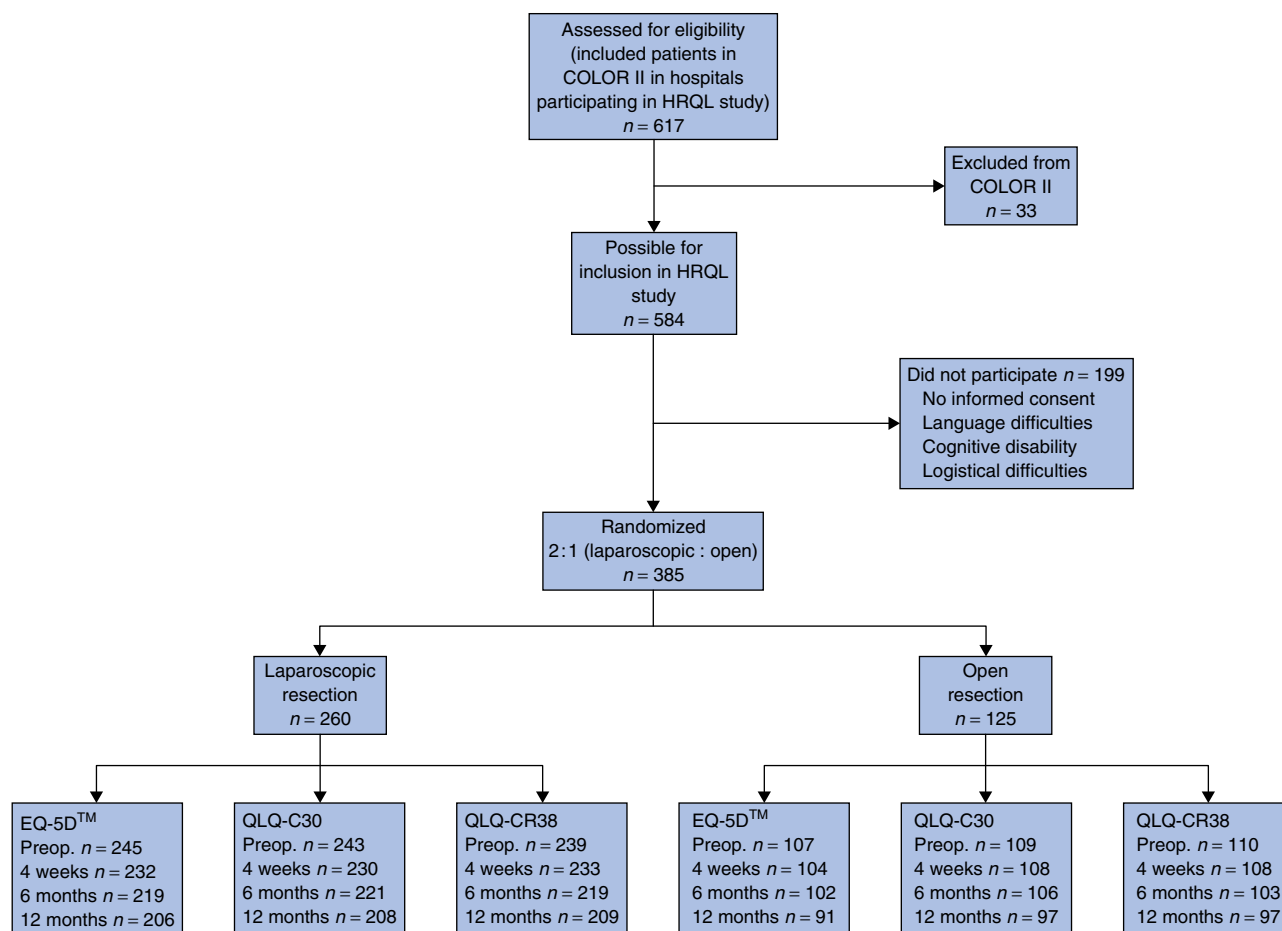 Assessed for eligibility
(included patients in
COLOR II in hospitals
participating in HRQL study)
n = 617
Excluded from
COLOR II
n = 33
Possible for
inclusion in HRQL
study
n = 584
Did not participate n = 199
No informed consent
Language difficulties
Cognitive disability
Logistical difficulties
Randomized
2:1 (laparoscopic : open)
n = 385
Laparoscopic
resection
n = 260
Open
resection
n = 125
EQ-5D™
Preop. n = 245
4 weeks n = 232
6 months n = 219
12 months n = 206
QLQ-C30
Preop. n = 243
4 weeks n = 230
6 months n = 221
12 months n = 208
QLQ-CR38
Preop. n = 239
4 weeks n = 233
6 months n = 219
12 months n = 209
EQ-5D™
Preop. n = 107
4 weeks n = 104
6 months n = 102
12 months n = 91
QLQ-C30
Preop. n = 109
4 weeks n = 108
6 months n = 106
12 months n = 97
QLQ-CR38
Preop. n = 110
4 weeks n = 108
6 months n = 103
12 months n = 97